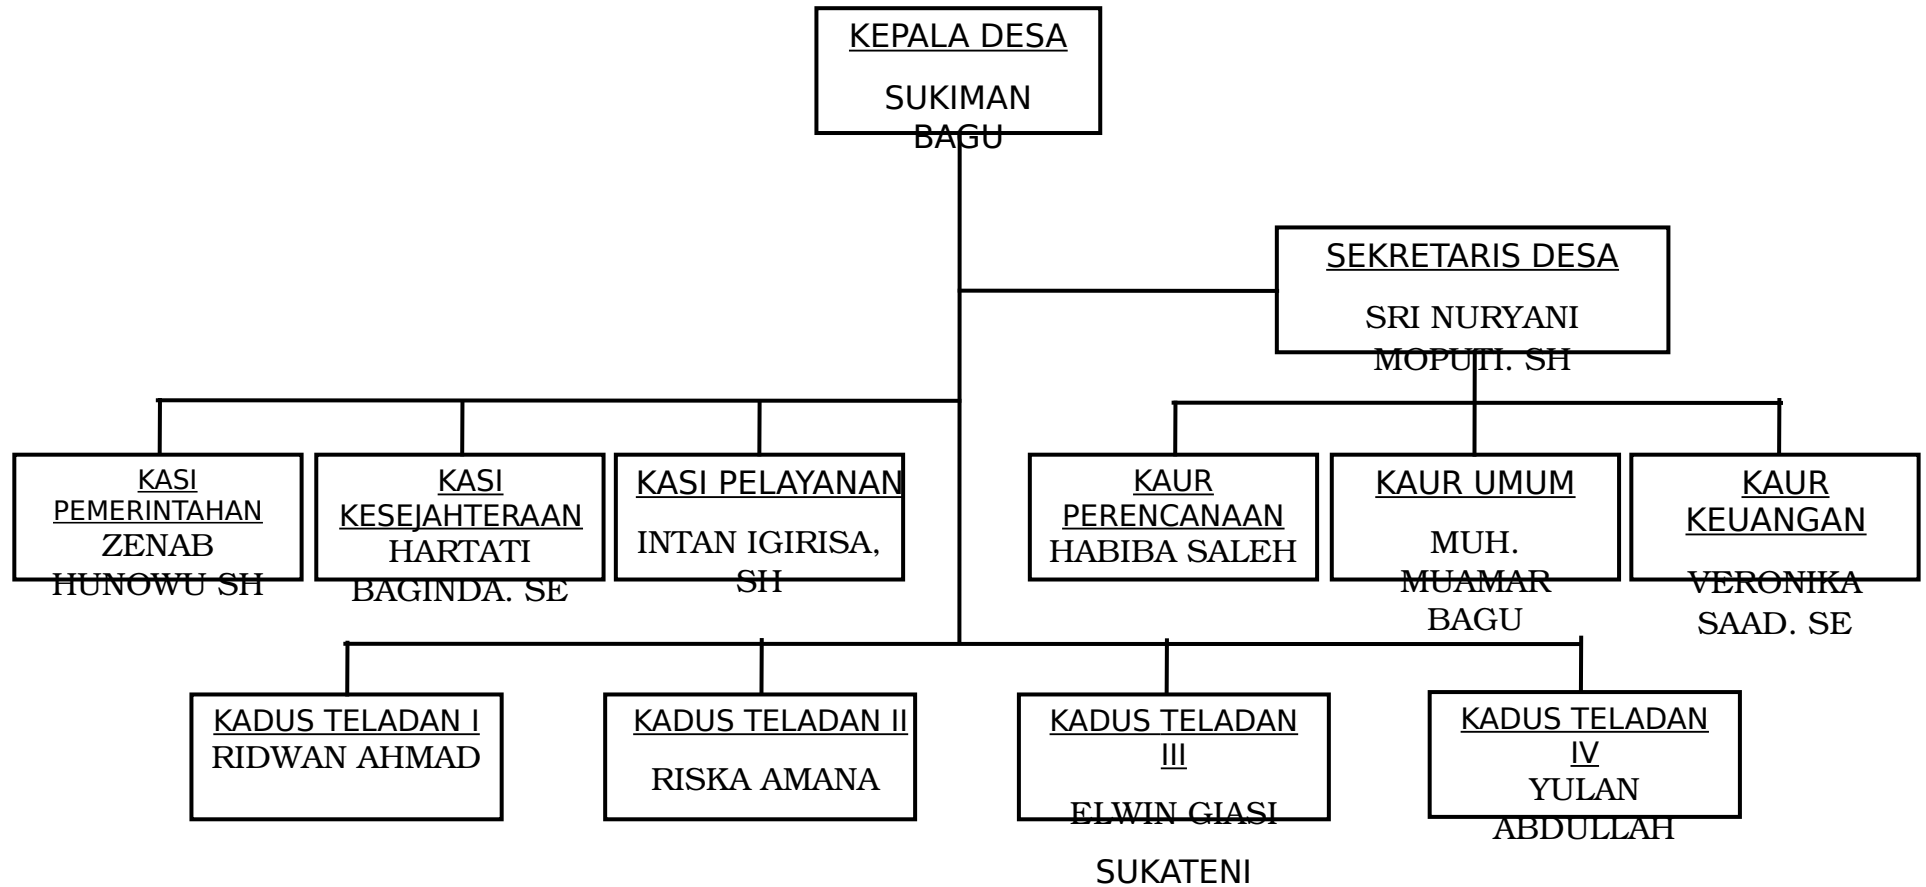 KEPALA DESA
SUKIMAN
BAGU
SEKRETARIS DESA
SRI NURYANI
MOPUTI. SH
KASI
PEMERINTAHAN
ZENAB
HUNOWU SH
KASI
KESEJAHTERAAN
HARTATI
BAGINDA. SE
KASI PELAYANAN
INTAN IGIRISA,
SH
KAUR
PERENCANAAN
HABIBA SALEH
KAUR UMUM
MUH.
MUAMAR
BAGU
KAUR
KEUANGAN
VERONIKA
SAAD. SE
KADUS TELADAN I
RIDWAN AHMAD
KADUS TELADAN II
RISKA AMANA
KADUS TELADAN
III
ELWIN GIASI
SUKATENI
KADUS TELADAN
IV
YULAN
ABDULLAH